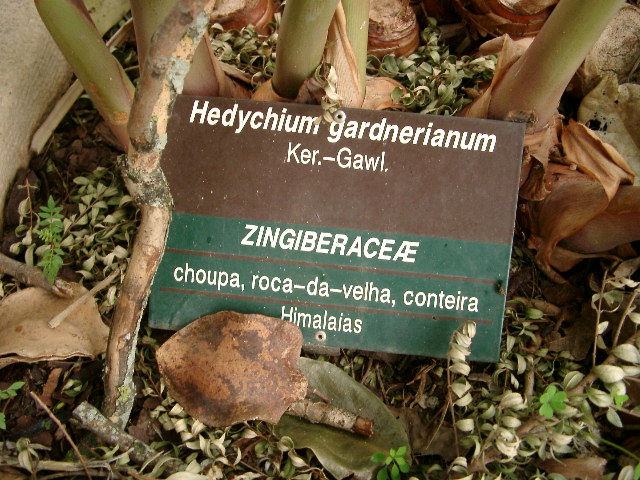 Hedychium gardnerianum
Ker.-Gawl.
ZINGIBERACEÆ
choupa, roca-da-velha, conteira
Himalaias